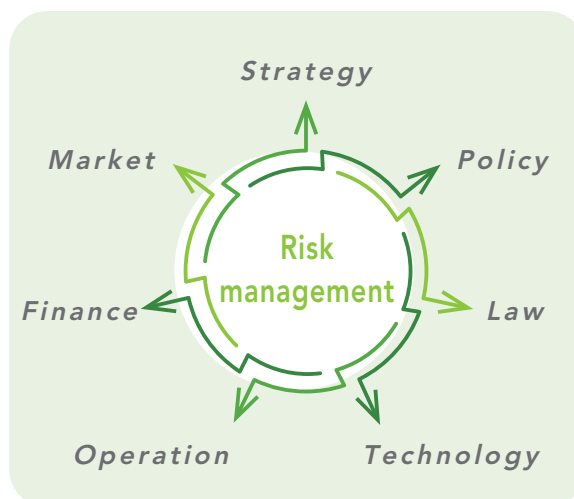 Strategy
Market
Policy
Risk
management
Finance
Law
Operation
Technology